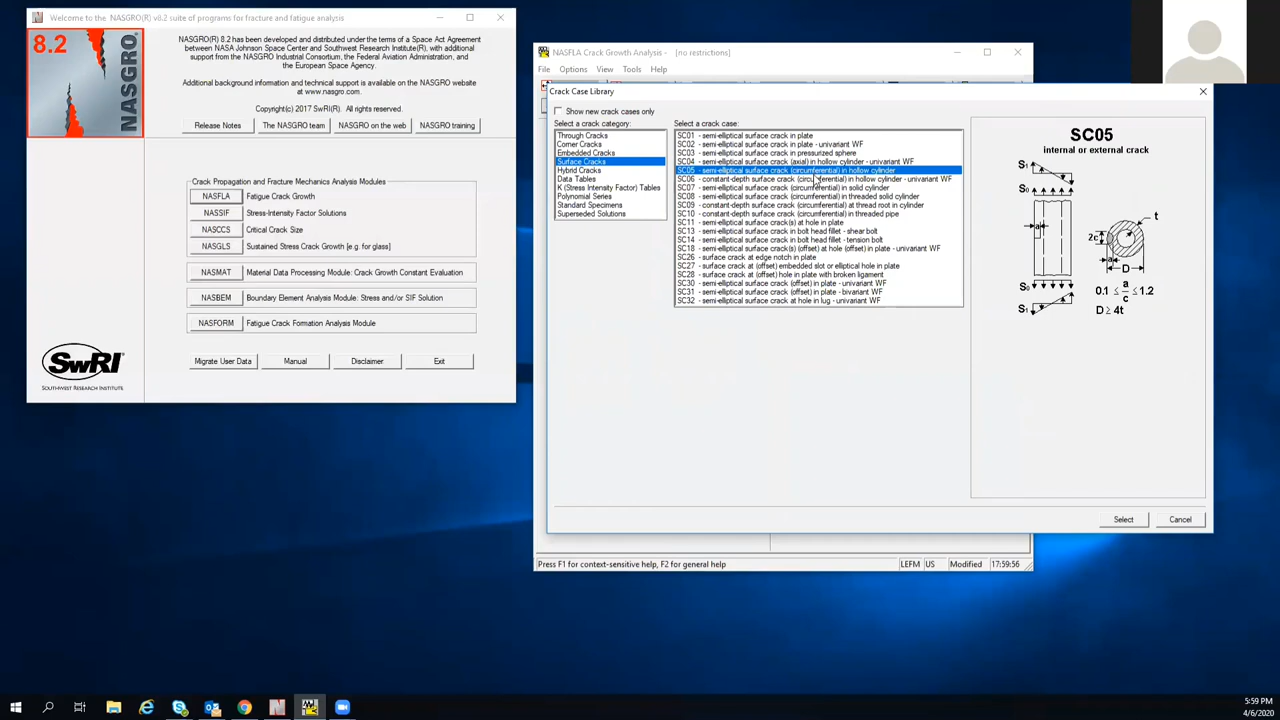 Welcome to the NASGRO(R) v8.2 suite of programs for fracture and fatigue analysis
8.2
NASGRO
NASGRO(R) 8.2 has been developed and distributed under the terms of a Space Act Agreement
between NASA Johnson Space Center and Southwest Research Institute(R), with additional
support from the NASGRO Industrial Consortium, the Federal Aviation Administration, and
the European Space Agency.
Additional background information and technical support is available on the NASGRO website
at www.nasgro.com.
Copyright(c) 2017 SwRI(R). All rights reserved.
Release Notes
The NASGRO team
NASGRO on the web
NASGRO training
Crack Propagation and Fracture Mechanics Analysis Modules
NASFLA Fatigue Crack Growth
NASSIF Stress-Intensity Factor Solutions
NASCCS Critical Crack Size
NASGLS Sustained Stress Crack Growth [e.g. for glass]
NASMAT Material Data Processing Module: Crack Growth Constant Evaluation
NASBEM Boundary Element Analysis Module: Stress and/or SIF Solution
NASFORM Fatigue Crack Formation Analysis Module
SwRI
SOUTHWEST RESEARCH INSTITUTE
Migrate User Data
Manual
Disclaimer
Exit
NASFLA Crack Growth Analysis - [no restrictions]
File Options View Tools Help
Crack Case Library
Show new crack cases only
Select a crack category:
Through Cracks
Corner Cracks
Embedded Cracks
Surface Cracks
Hybrid Cracks
Data Tables
K (Stress Intensity Factor) Tables
Polynomial Series
Standard Specimens
Superseded Solutions
Select a crack case:
SC01 - semi-elliptical surface crack in plate
SC02 - semi-elliptical surface crack in plate - univariant WF
SC03 - semi-elliptical surface crack in pressurized sphere
SC04 - semi-elliptical surface crack (axial) in hollow cylinder - univariant WF
SC05 - semi-elliptical surface crack (circumferential) in hollow cylinder
SC06 - constant-depth surface crack (circumferential) in hollow cylinder - univariant WF
SC07 - semi-elliptical surface crack (circumferential) in solid cylinder
SC08 - semi-elliptical surface crack (circumferential) in threaded solid cylinder
SC09 - constant-depth surface crack (circumferential) at thread root in cylinder
SC10 - constant-depth surface crack (circumferential) in threaded pipe
SC11 - semi-elliptical surface crack(s) at hole in plate
SC13 - semi-elliptical surface crack in bolt head fillet - shear bolt
SC14 - semi-elliptical surface crack in bolt head fillet - tension bolt
SC18 - semi-elliptical surface crack(s) (offset) at hole (offset) in plate - univariant WF
SC26 - surface crack at edge notch in plate
SC27 - surface crack at (offset) embedded slot or elliptical hole in plate
SC28 - surface crack at (offset) hole in plate with broken ligament
SC30 - semi-elliptical surface crack (offset) in plate - univariant WF
SC31 - semi-elliptical surface crack (offset) in plate - bivariant WF
SC32 - semi-elliptical surface crack at hole in lug - univariant WF
SC05
internal or external crack
S1
S0
a
t
2c
a
D
S0
S1
0.1 ≤ a/c ≤ 1.2
D ≥ 4t
Select
Cancel
Press F1 for context-sensitive help, F2 for general help
LEFM US Modified 17:59:56
5:59 PM
4/6/2020